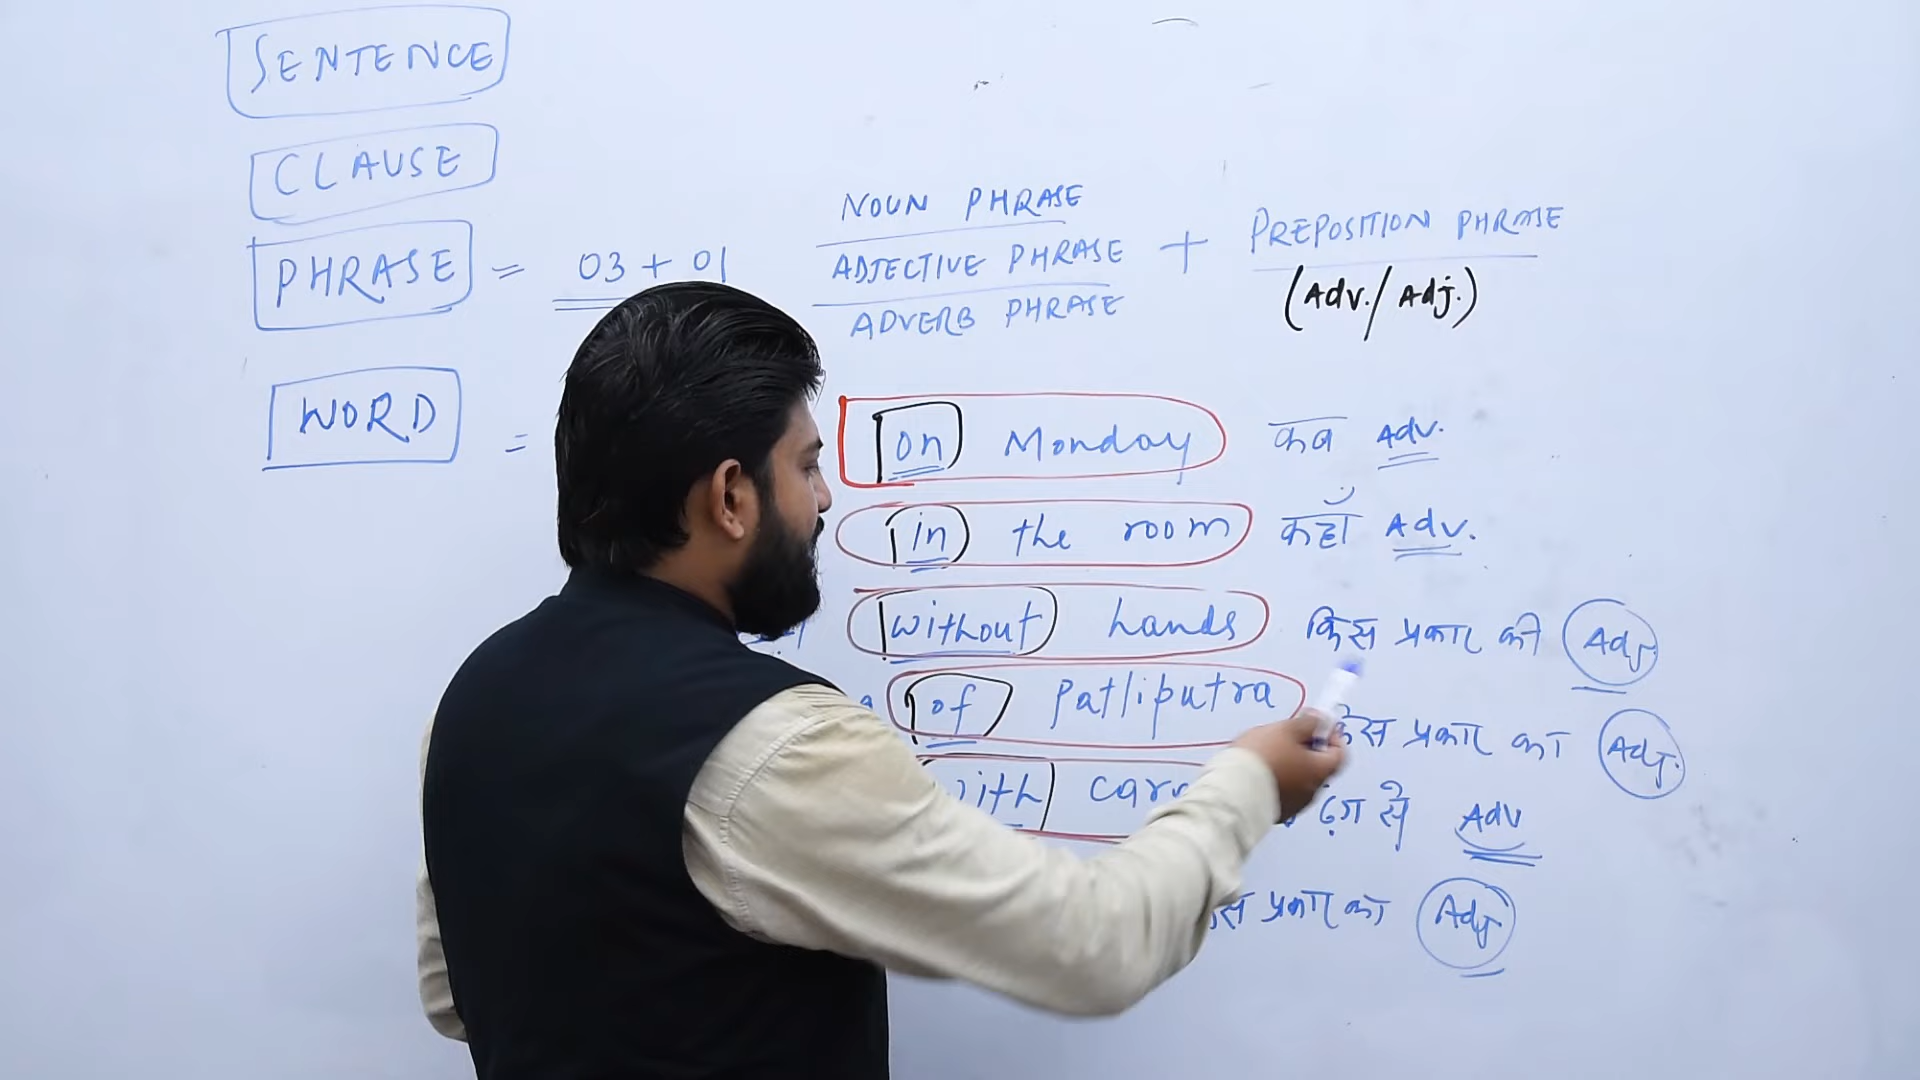 SENTENCE
CLAUSE
PHRASE = 03 + 01
NOUN PHRASE
ADJECTIVE PHRASE
ADVERB PHRASE
+ PREPOSITION PHRASE
(Adv./Adj.)
WORD =
on Monday कब Adv.
in the room कहाँ Adv.
without hands किस प्रकार की Adj.
of Patliputra किस प्रकार का Adj.
with ढंग से Adv
प्रकार का Adj